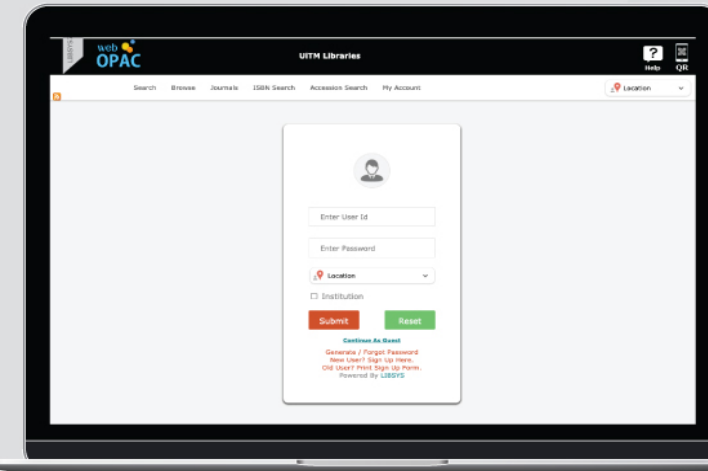 LIBSYS
web
OPAC
UiTM Libraries
?
Help
QR
Search Browse Journals ISBN Search Accession Search My Account
Location
Enter User Id
Enter Password
Location
Institution
Submit Reset
Continue As Guest
Generate / Forgot Password
New User? Sign Up Here.
Old User? Print Sign Up Form.
Powered By LIBSYS